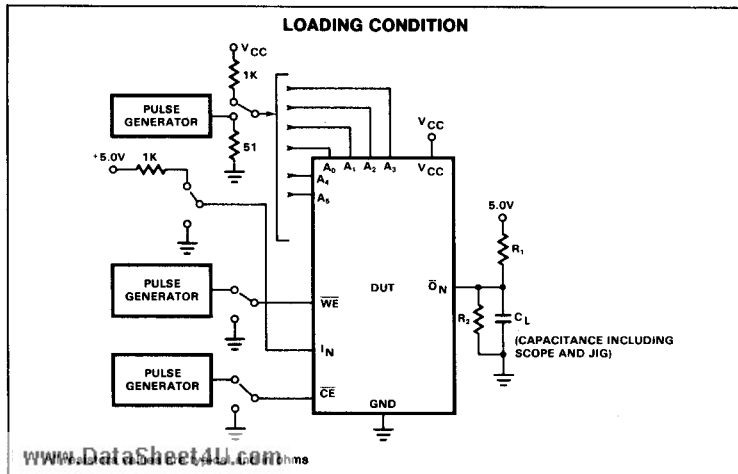 LOADING CONDITION
VCC
1K
PULSE
GENERATOR
51
+5.0V
1K
A0 A1 A2 A3
A4
A5
VCC
VCC
5.0V
R1
DUT
ON
R2
CL
(CAPACITANCE INCLUDING
SCOPE AND JIG)
PULSE
GENERATOR
WE
IN
PULSE
GENERATOR
CE
GND
www.DataSheet4U.com
ohms